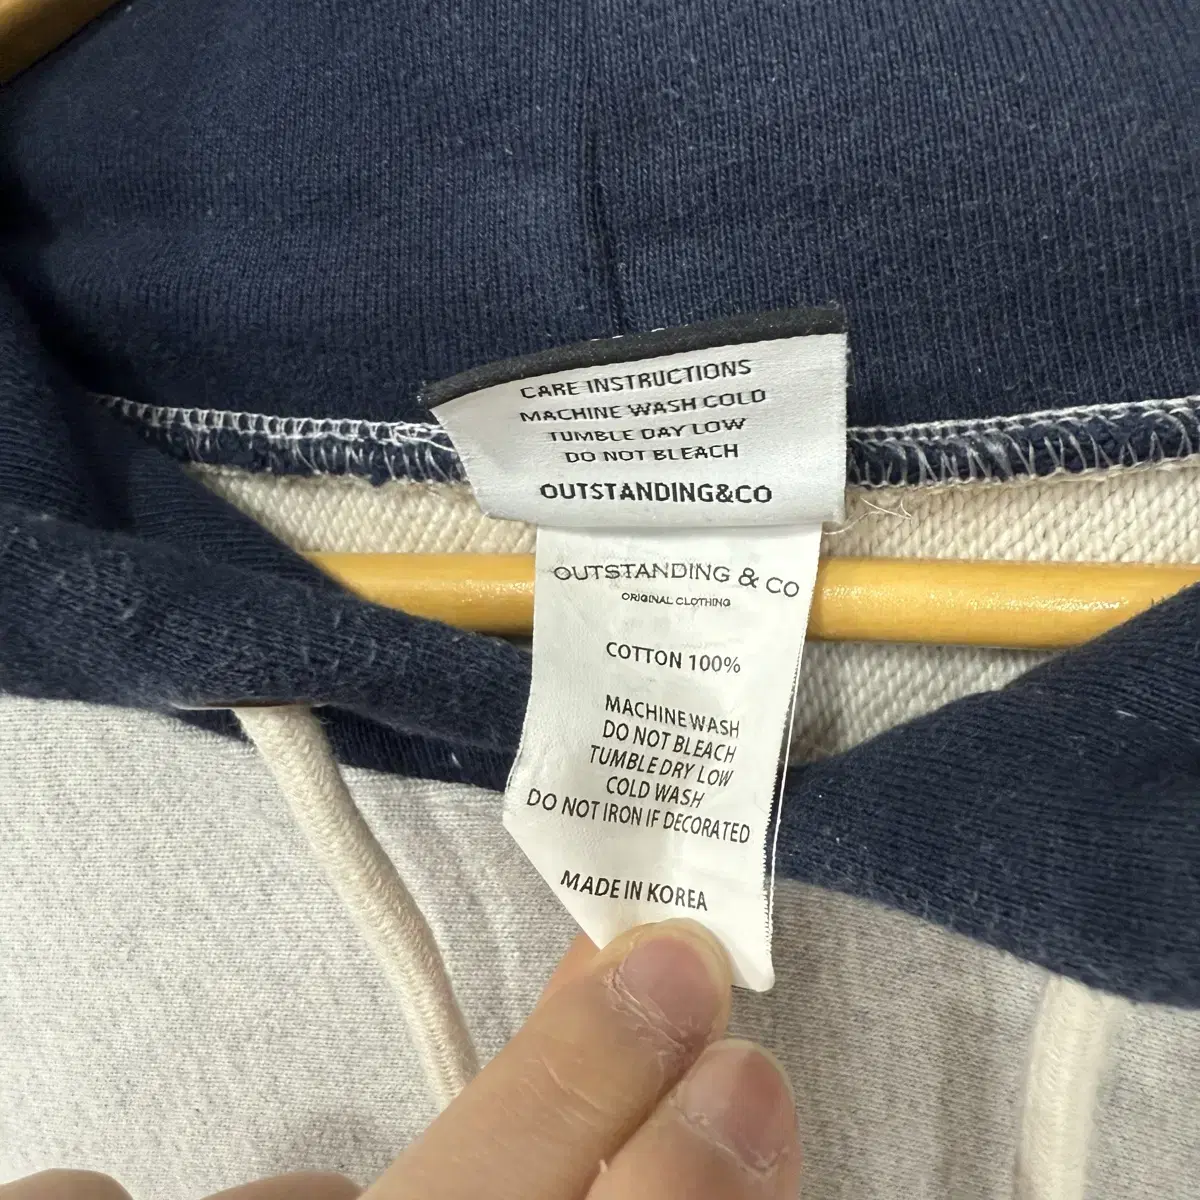 CARE INSTRUCTIONS
MACHINE WASH COLD
TUMBLE DAY LOW
DO NOT BLEACH
OUTSTANDING&CO
OUTSTANDING & CO
ORIGINAL CLOTHING
COTTON 100%
MACHINE WASH
DO NOT BLEACH
TUMBLE DRY LOW
COLD WASH
DO NOT IRON IF DECORATED
MADE IN KOREA